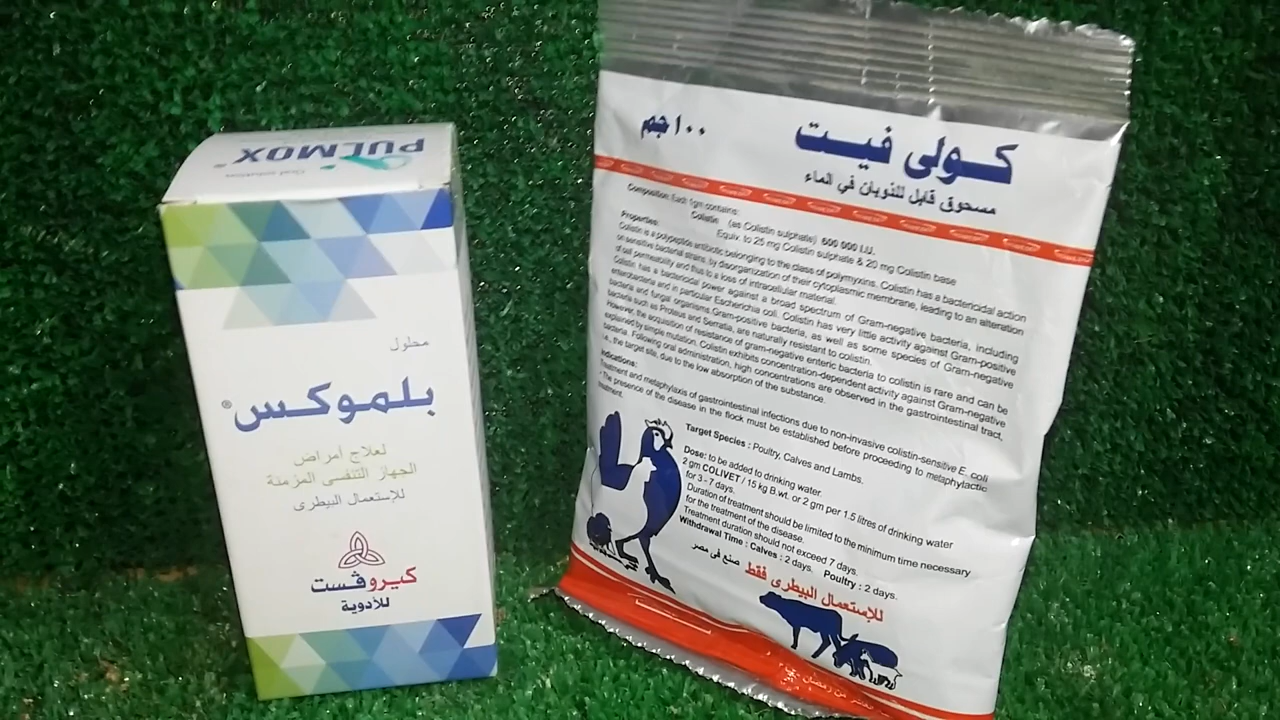 PULMOX®
Oral solution
محلول
بلموكس®
لعلاج أمراض
الجهاز التنفسى المزمنة
للإستعمال البيطرى
كيروڤست
للأدوية
كولى فيت
١٠٠ جم
مسحوق قابل للذوبان في الماء
Composition: Each 1gm contains:
Colistin (as Colistin sulphate) 600 000 I.U.
Equiv. to 25 mg Colistin sulphate & 20 mg Colistin base
Properties:
Colistin is a polypeptide antibiotic belonging to the class of polymyxins. Colistin has a bactericidal action
on sensitive bacterial strains, by disorganization of their cytoplasmic membrane, leading to an alteration
of cell permeability and thus to a loss of intracellular material.
Colistin has a bactericidal power against a broad spectrum of Gram-negative bacteria, including
enterobacteria and in particular Escherichia coli. Colistin has very little activity against Gram-positive
bacteria and fungal organisms. Gram-positive bacteria, as well as some species of Gram-negative
bacteria such as Proteus and Serratia, are naturally resistant to colistin.
However, the acquisition of resistance of gram-negative enteric bacteria to colistin is rare and can be
explained by simple mutation. Colistin exhibits concentration-dependent activity against Gram-negative
bacteria. Following oral administration, high concentrations are observed in the gastrointestinal tract,
i.e., the target site, due to the low absorption of the substance.
Indications:
Treatment and metaphylaxis of gastrointestinal infections due to non-invasive colistin-sensitive E. coli
- The presence of the disease in the flock must be established before proceeding to metaphylactic
treatment.
Target Species : Poultry, Calves and Lambs.
Dose: to be added to drinking water.
2 gm COLIVET / 15 kg B.wt. or 2 gm per 1.5 litres of drinking water
for 3 - 7 days.
Duration of treatment should be limited to the minimum time necessary
for the treatment of the disease.
Treatment duration should not exceed 7 days.
Withdrawal Time : Calves : 2 days. Poultry : 2 days.
صنع فى مصر
للإستعمال البيطرى فقط